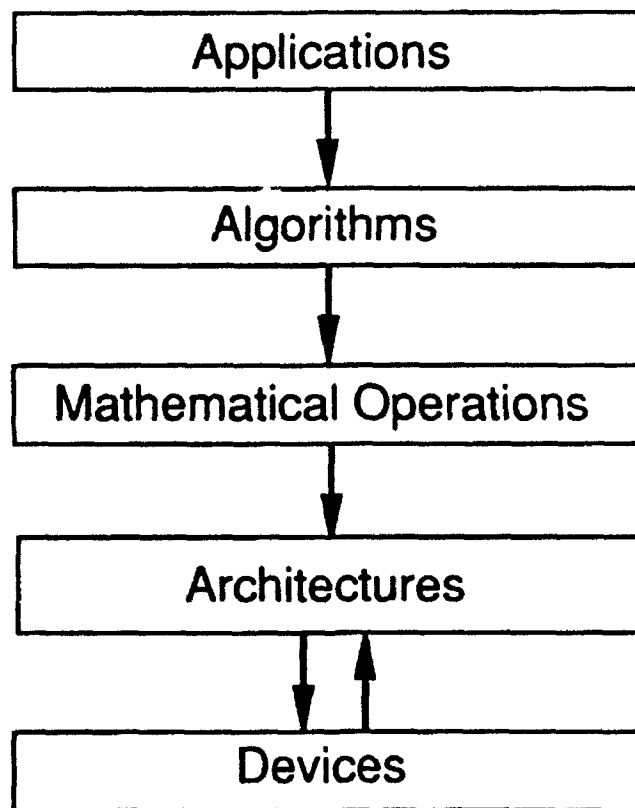 Applications
Algorithms
Mathematical Operations
Architectures
Devices